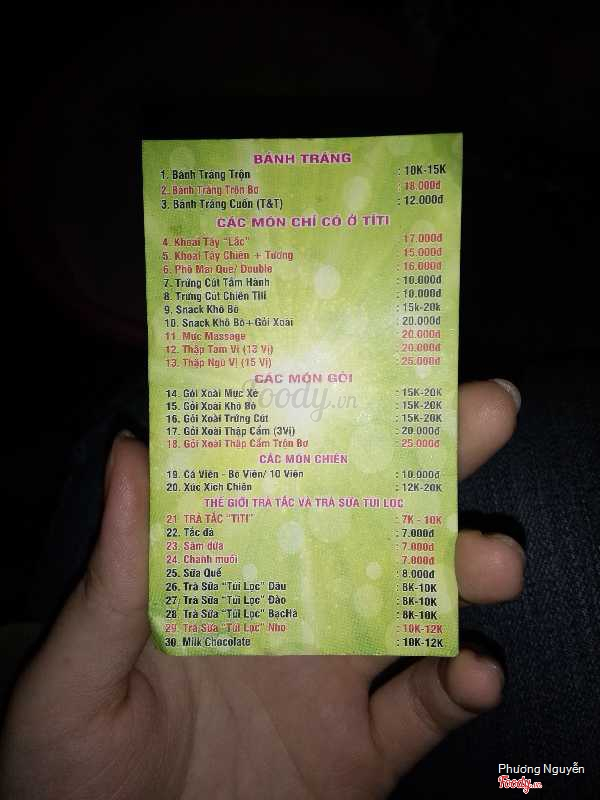 BÁNH TRÁNG
1. Bánh Tráng Trộn : 10K-15K
2. Bánh Tráng Trộn Bơ : 18.000đ
3. Bánh Tráng Cuốn (T&T) : 12.000đ
CÁC MÓN CHỈ CÓ Ở TÍTI
4. Khoai Tây "Lắc" 17.000đ
5. Khoai Tây Chiên + Tương : 15.000đ
6. Phô Mai Que/ Double : 16.000đ
7. Trứng Cút Tắm Hành : 10.000đ
8. Trứng Cút Chiên Titi : 10.000đ
9. Snack Khô Bò : 15k-20k
10. Snack Khô Bò+Gỏi Xoài : 20.000đ
11. Mực Massage : 20.000đ
12. Thập Tam Vị (13 Vị) : 20.000đ
13. Thập Ngũ Vị (15 Vị) : 25.000đ
CÁC MÓN GỎI
14. Gỏi Xoài Mực Xé : 15K-20K
15. Gỏi Xoài Khô Bò : 15K-20K
16. Gỏi Xoài Trứng Cút : 15K-20K
17. Gỏi Xoài Thập Cẩm (3Vị) : 20.000đ
18. Gỏi Xoài Thập Cẩm Trộn Bơ : 25.000đ
CÁC MÓN CHIÊN
19. Cá Viên - Bò Viên/ 10 Viên : 10.000đ
20. Xúc Xích Chiên : 12K-20K
THẾ GIỚI TRÀ TẮC VÀ TRÀ SỮA TÚI LỌC
21. TRÀ TẮC "TITI" : 7K - 10K
22. Tắc đá : 7.000đ
23. Sâm dứa : 7.000đ
24. Chanh muối : 7.000đ
25. Sữa Quế : 8.000đ
26. Trà Sữa "Túi Lọc" Dâu : 8K-10K
27. Trà Sữa "Túi Lọc" Đào : 8K-10K
28. Trà Sữa "Túi Lọc" BạcHà : 8K-10K
29. Trà Sữa "Túi Lọc" Nho : 10K-12K
30. Milk Chocolate : 10K-12K
Foody.vn
Phương Nguyễn
Foody.vn